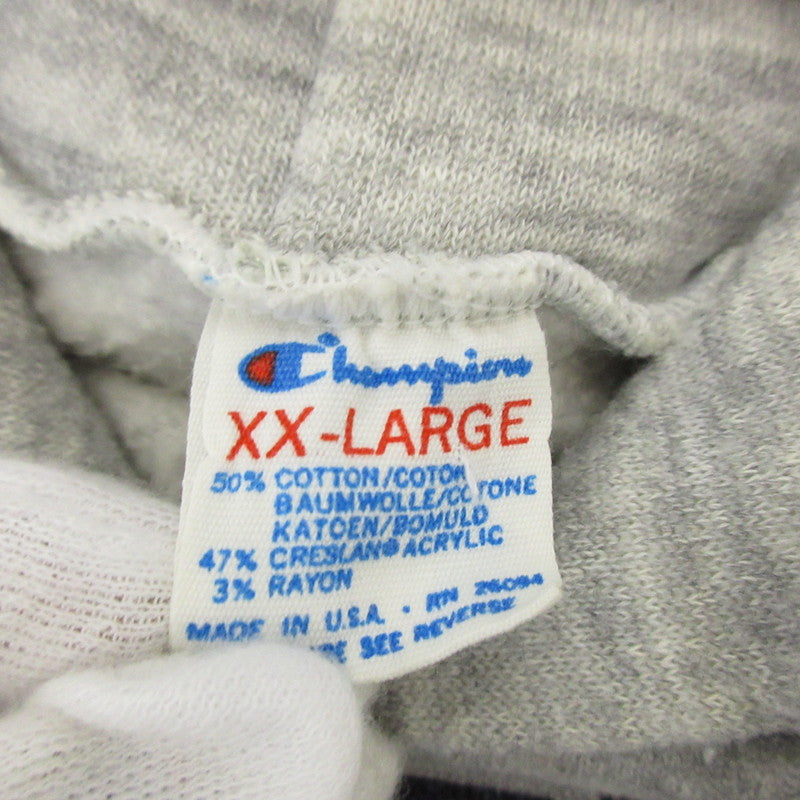 Champion
XX-LARGE
50% COTTON/COTON
BAUMWOLLE/COTONE
KATOEN/BOMULD
47% CRESLAN® ACRYLIC
3% RAYON
MADE IN U.S.A. · RN 26094
SEE REVERSE